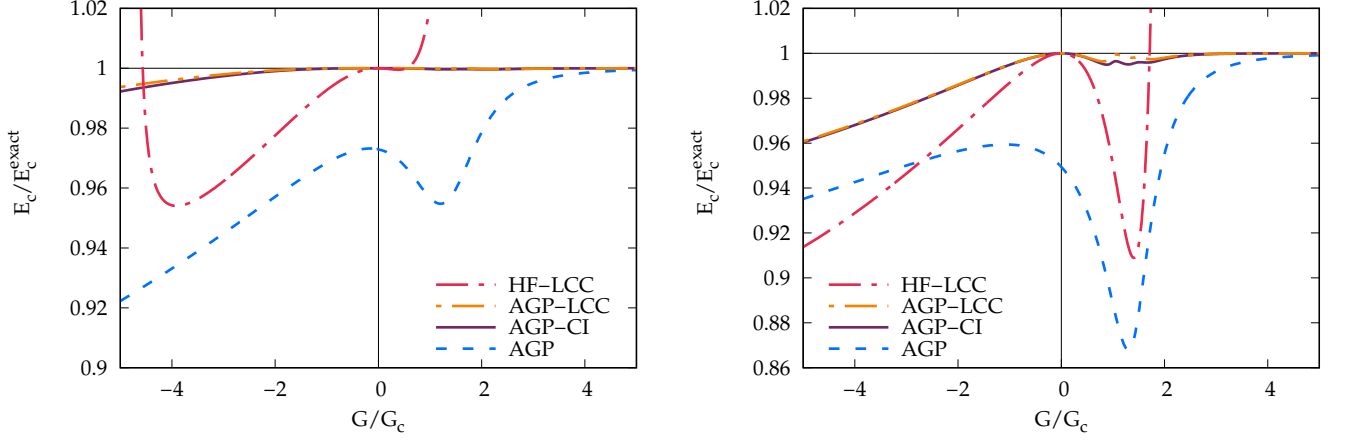 1.02
1
0.98
0.96
0.94
0.92
0.9
E_c/E_c^exact
−4
−2
0
2
4
G/G_c
HF−LCC
AGP−LCC
AGP−CI
AGP
1.02
1
0.98
0.96
0.94
0.92
0.9
0.88
0.86
E_c/E_c^exact
−4
−2
0
2
4
G/G_c
HF−LCC
AGP−LCC
AGP−CI
AGP